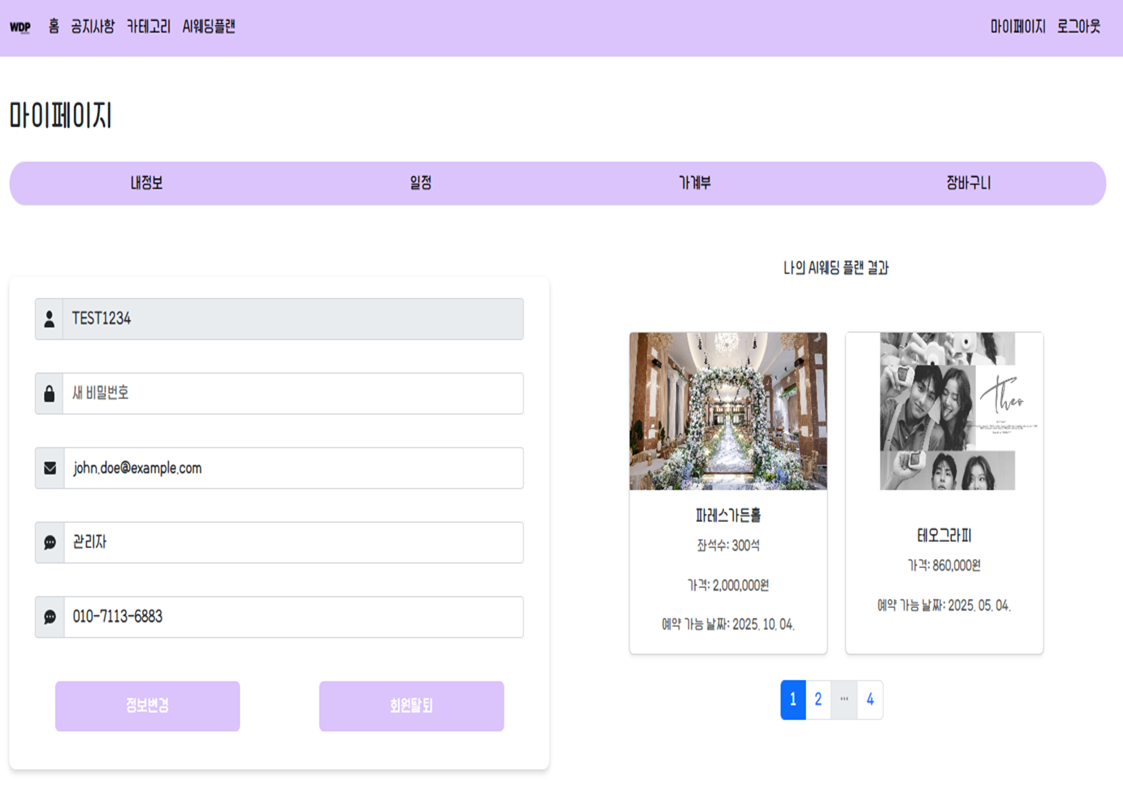 WDP 홈 공지사항 카테고리 AI웨딩플랜 마이페이지 로그아웃
마이페이지
내정보 일정 가계부 장바구니
TEST1234
새 비밀번호
john.doe@example.com
관리자
010-7113-6883
정보변경 회원탈퇴
나의 AI웨딩 플랜 결과
파레스가든홀
좌석수: 300석
가격: 2,000,000원
예약 가능 날짜: 2025. 10. 04.
Theo
테오그라피
가격: 860,000원
예약 가능 날짜: 2025. 05. 04.
1 2 ... 4